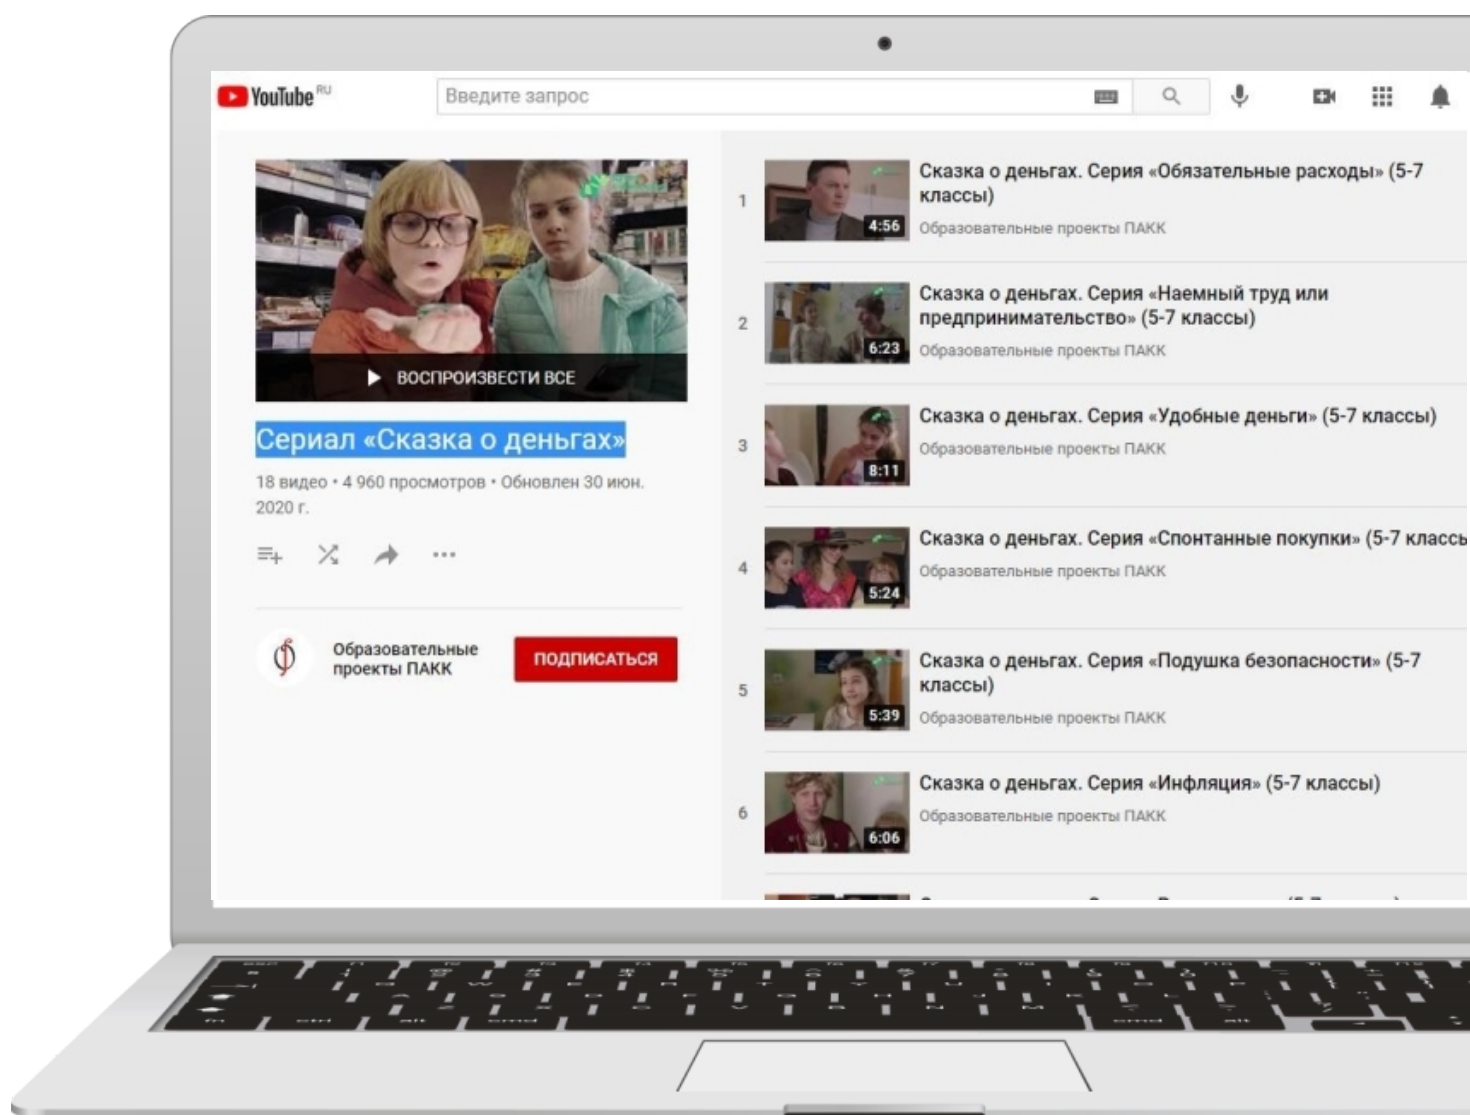 YouTube RU
Введите запрос
ВОСПРОИЗВЕСТИ ВСЕ
Сериал «Сказка о деньгах»
18 видео • 4 960 просмотров • Обновлен 30 июн.
2020 г.
Образовательные
проекты ПАКК
ПОДПИСАТЬСЯ
1
4:56
Сказка о деньгах. Серия «Обязательные расходы» (5-7
классы)
Образовательные проекты ПАКК
2
6:23
Сказка о деньгах. Серия «Наемный труд или
предпринимательство» (5-7 классы)
Образовательные проекты ПАКК
3
8:11
Сказка о деньгах. Серия «Удобные деньги» (5-7 классы)
Образовательные проекты ПАКК
4
5:24
Сказка о деньгах. Серия «Спонтанные покупки» (5-7 классы
Образовательные проекты ПАКК
5
5:39
Сказка о деньгах. Серия «Подушка безопасности» (5-7
классы)
Образовательные проекты ПАКК
6
6:06
Сказка о деньгах. Серия «Инфляция» (5-7 классы)
Образовательные проекты ПАКК